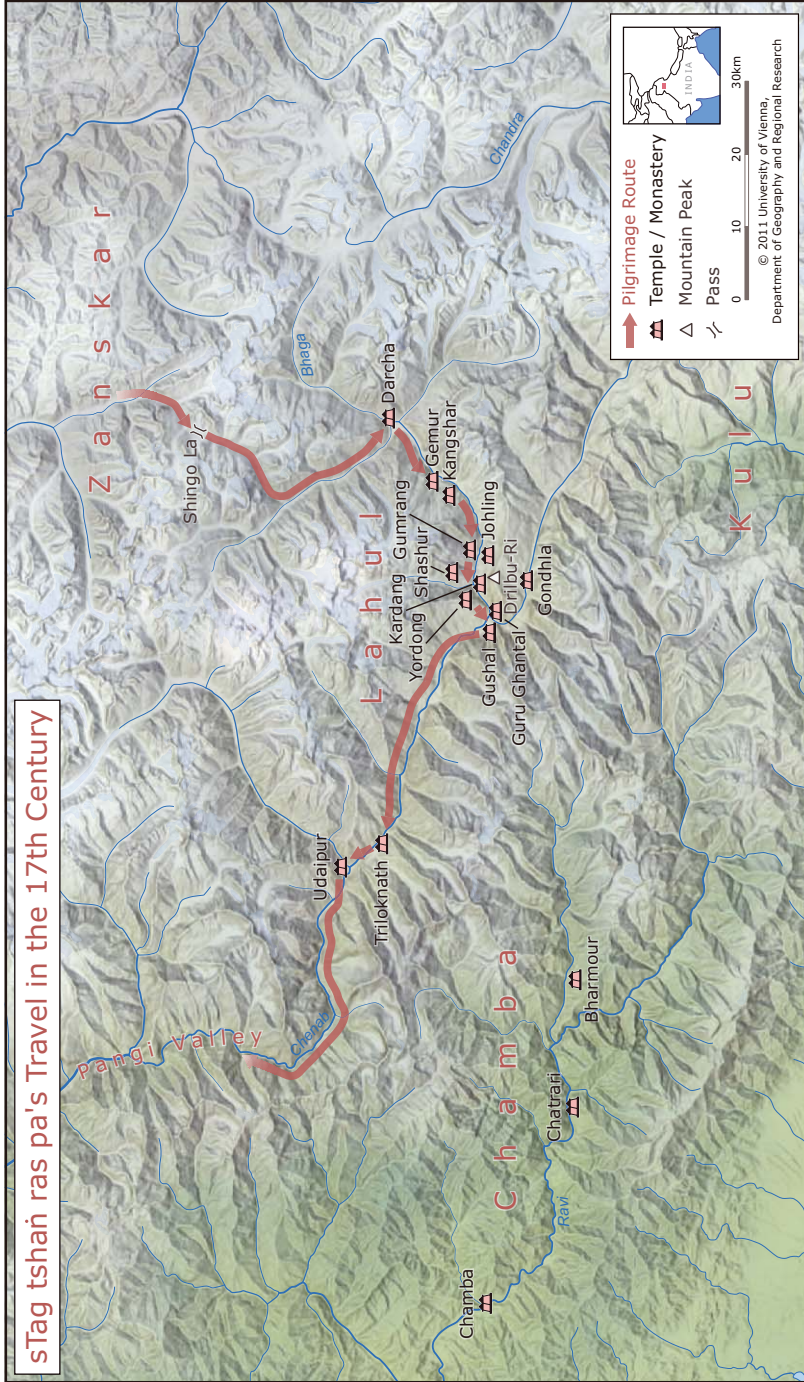 sTag tshaṅ ras pa's Travel in the 17th Century
Zanskar
Shingo La
Bhaga
Chandra
Darcha
Lahul
Gemur
Kangshar
Gumrang
Shashur
Johling
Kardang
Yordong
Drilbu-Ri
Gondhla
Gushal
Guru Ghantal
Kulu
Udaipur
Triloknath
Pangi Valley
Chenab
Chamba
Bharmour
Chatrari
Ravi
Chamba
Pilgrimage Route
Temple / Monastery
Mountain Peak
Pass
INDIA
0 10 20 30km
© 2011 University of Vienna,
Department of Geography and Regional Research